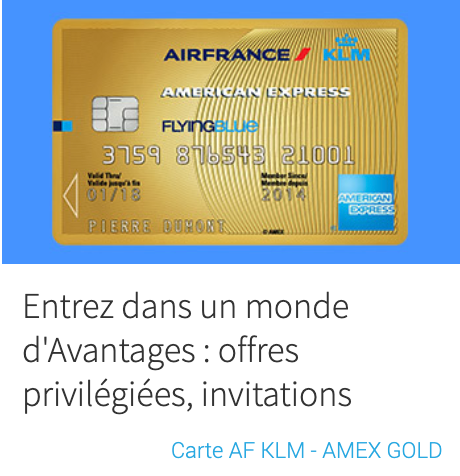 AIRFRANCE KLM
AMERICAN EXPRESS
FLYINGBLUE
3759 876543 21001
Valid Thru/ Member Since/
Valide jusqu'à fin Membre depuis
01/18 2014
AMERICAN
EXPRESS
PIERRE DUMONT
© AMEX
Entrez dans un monde
d'Avantages : offres
privilégiées, invitations
Carte AF KLM - AMEX GOLD